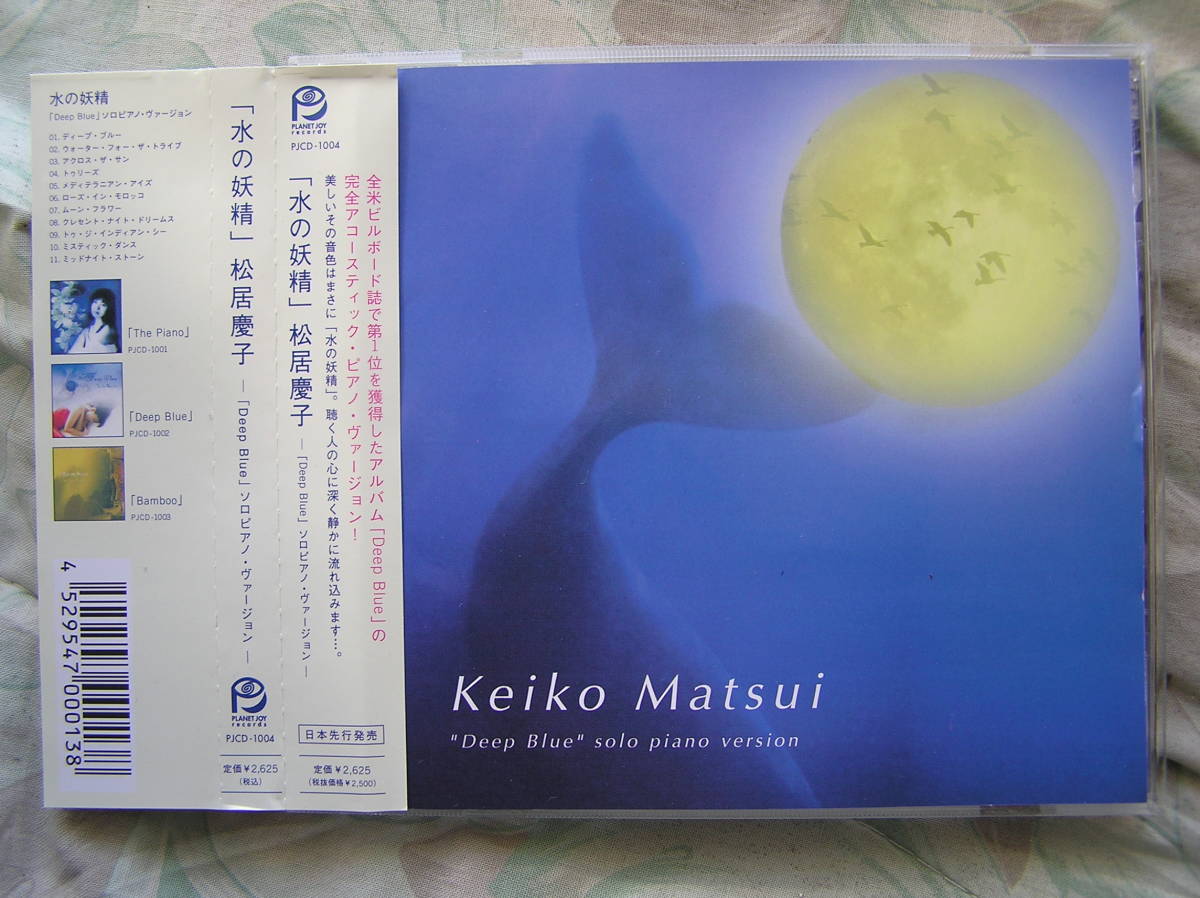 水の妖精
「Deep Blue」ソロピアノ・ヴァージョン
01. ディープ・ブルー
02. ウォーター・フォー・ザ・トライブ
03. アクロス・ザ・サン
04. トゥリーズ
05. メディテラニアン・アイズ
06. ローズ・イン・モロッコ
07. ムーン・フラワー
08. クレセント・ナイト・ドリームス
09. トゥ・ジ・インディアン・シー
10. ミスティック・ダンス
11. ミッドナイト・ストーン
「The Piano」
PJCD-1001
「Deep Blue」
PJCD-1002
「Bamboo」
PJCD-1003
4 529547 000138
「水の妖精」 松居慶子 ―「Deep Blue」ソロピアノ・ヴァージョン―
PLANET JOY
records
PJCD-1004
定価￥2,625
(税込)
PLANET JOY
records
PJCD-1004
全米ビルボード誌で第1位を獲得したアルバム「Deep Blue」の
完全アコースティック・ピアノ・ヴァージョン!
美しいその音色はまさに「水の妖精」。聴く人の心に深く静かに流れ込みます…。
「水の妖精」 松居慶子 ―「Deep Blue」ソロピアノ・ヴァージョン―
日本先行発売
定価￥2,625
(税抜価格￥2,500)
Keiko Matsui
"Deep Blue" solo piano version